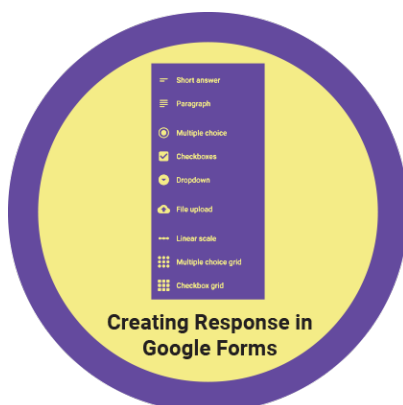 Short answer
Paragraph
Multiple choice
Checkboxes
Dropdown
File upload
Linear scale
Multiple choice grid
Checkbox grid
Creating Response in
Google Forms